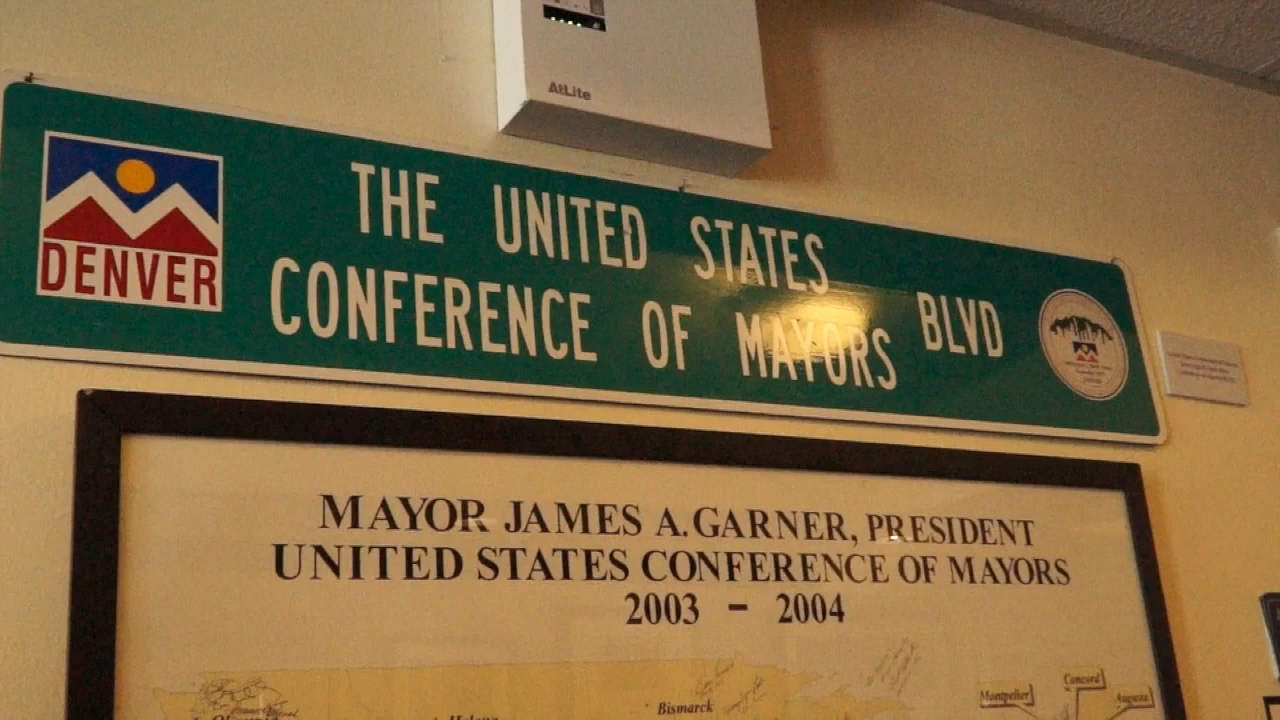 AtLite
DENVER
THE UNITED STATES
CONFERENCE OF MAYORS BLVD
MAYOR JAMES A. GARNER, PRESIDENT
UNITED STATES CONFERENCE OF MAYORS
2003 - 2004
Concord
Montpelier
Augusta
Bismarck
Helena